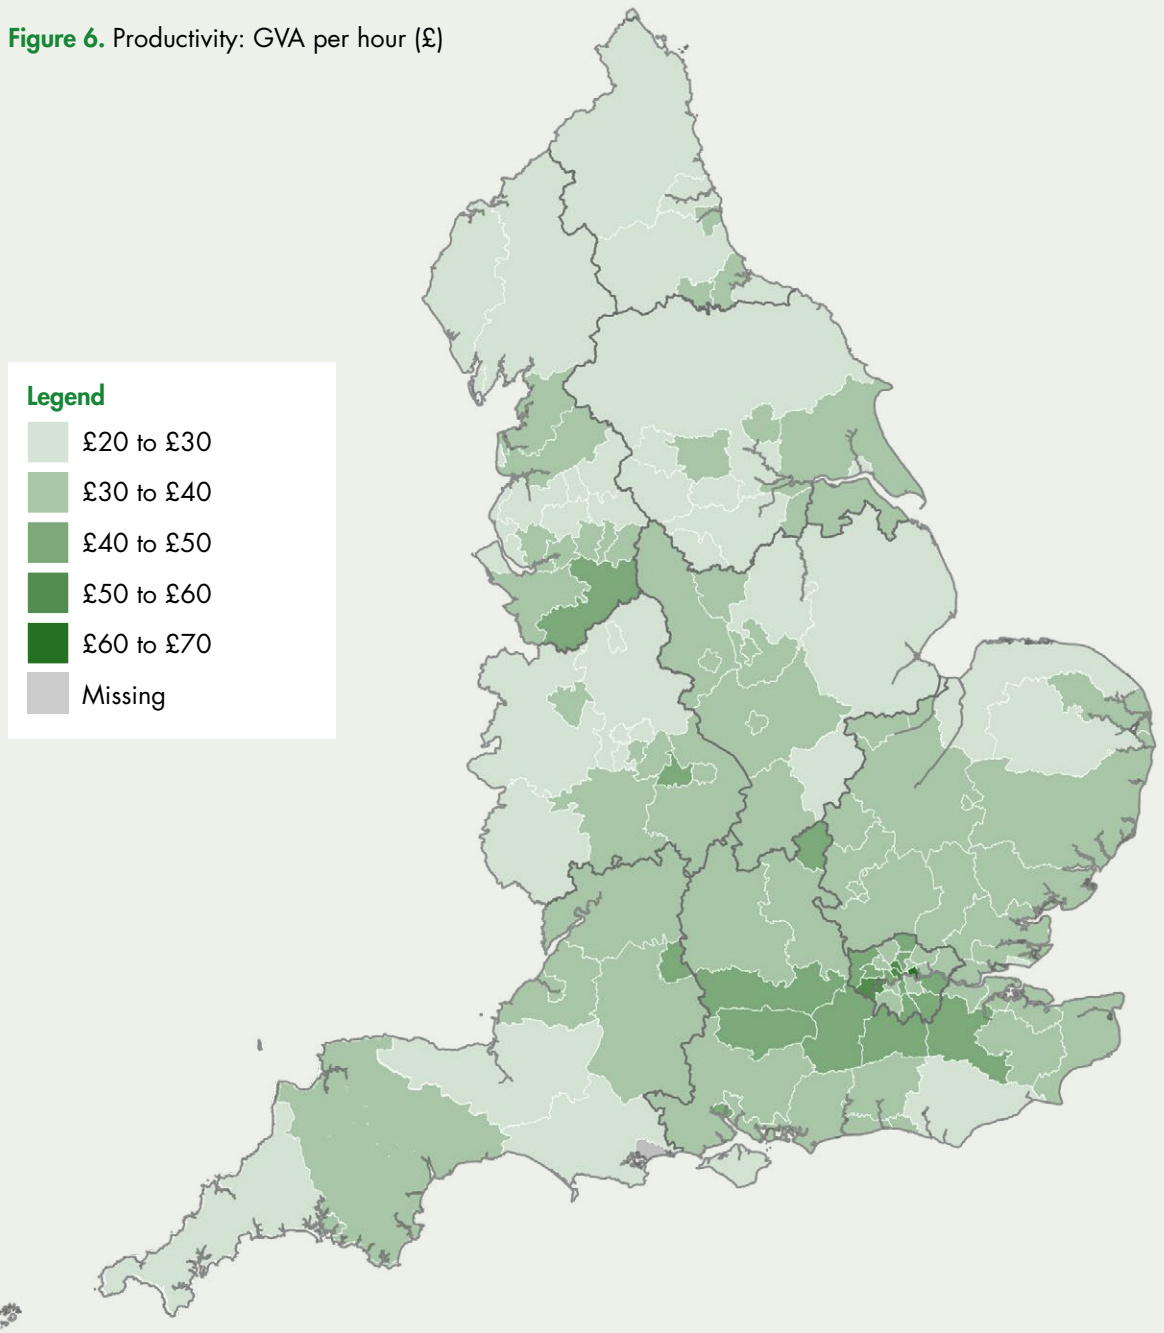 Figure 6. Productivity: GVA per hour (£)
Legend
£20 to £30
£30 to £40
£40 to £50
£50 to £60
£60 to £70
Missing